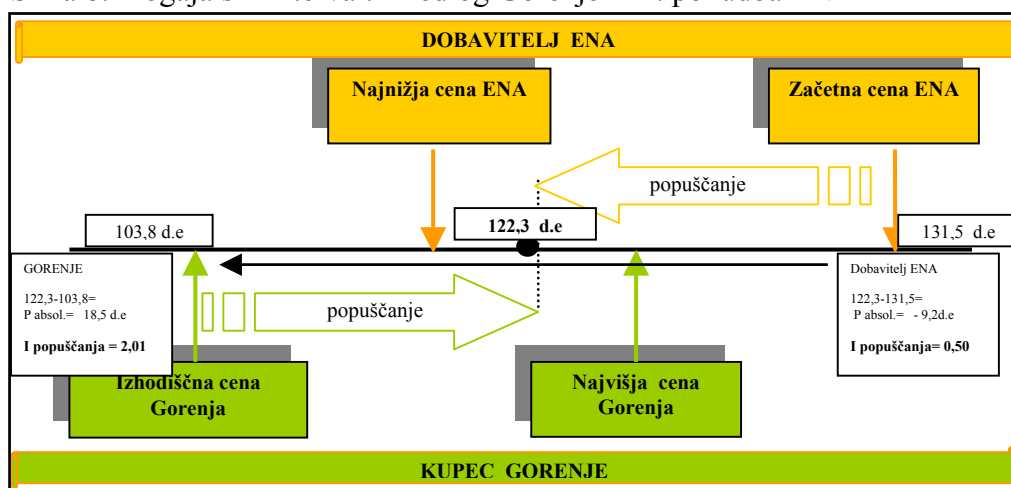 DOBAVITELJ ENA
Najnižja cena ENA
Začetna cena ENA
popuščanje
122,3 d.e
103,8 d.e
131,5 d.e
GORENJE
122,3-103,8=
P absol.= 18,5 d.e
I popuščanja = 2,01
popuščanje
Dobavitelj ENA
122,3-131,5=
P absol.= - 9,2d.e
I popuščanja= 0,50
Izhodiščna cena
Gorenja
Najvišja cena
Gorenja
KUPEC GORENJE